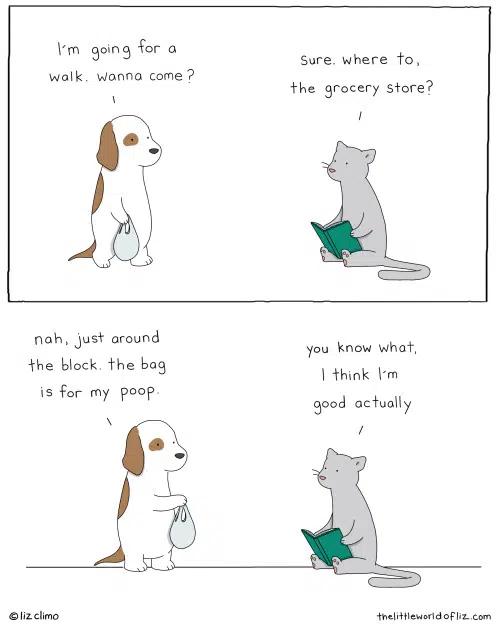 I'm going for a
walk. wanna come?
sure. where to,
the grocery store?
nah, just around
the block. the bag
is for my poop.
you know what,
I think I'm
good actually
©liz climo
thelittleworldofliz.com